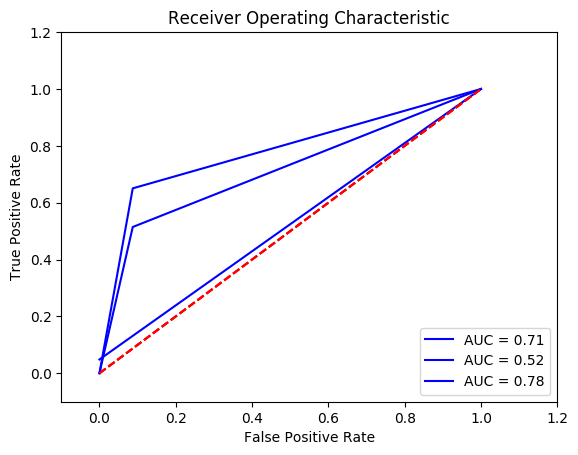 Receiver Operating Characteristic
True Positive Rate
1.2
1.0
0.8
0.6
0.4
0.2
0.0
AUC = 0.71
AUC = 0.52
AUC = 0.78
0.0 0.2 0.4 0.6 0.8 1.0 1.2
False Positive Rate